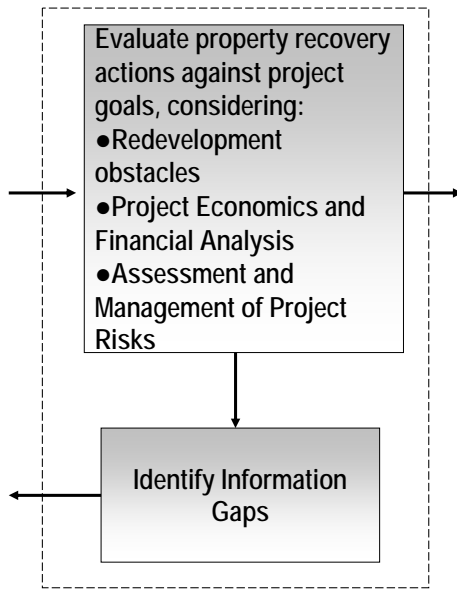 Evaluate property recovery
actions against project
goals, considering:
●Redevelopment
obstacles
●Project Economics and
Financial Analysis
●Assessment and
Management of Project
Risks
Identify Information
Gaps